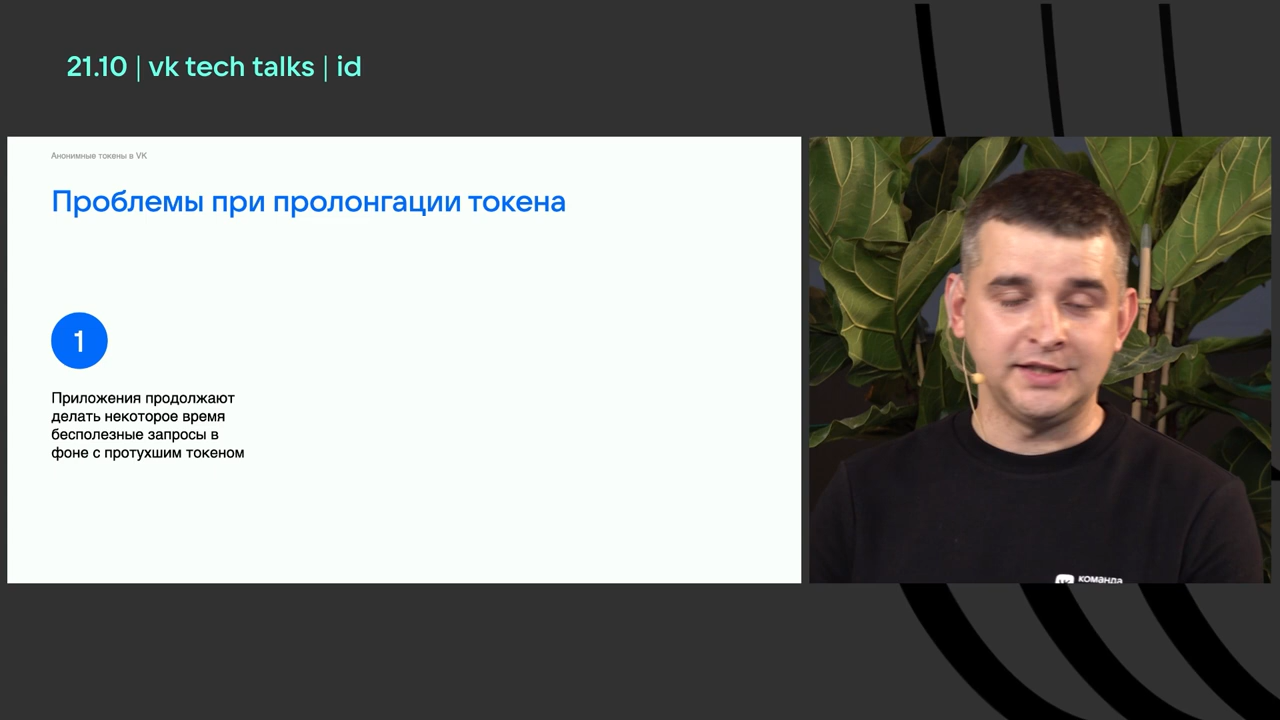 21.10 | vk tech talks | id
Анонимные токены в VK
Проблемы при пролонгации токена
1
Приложения продолжают
делать некоторое время
бесполезные запросы в
фоне с протухшим токеном
команда